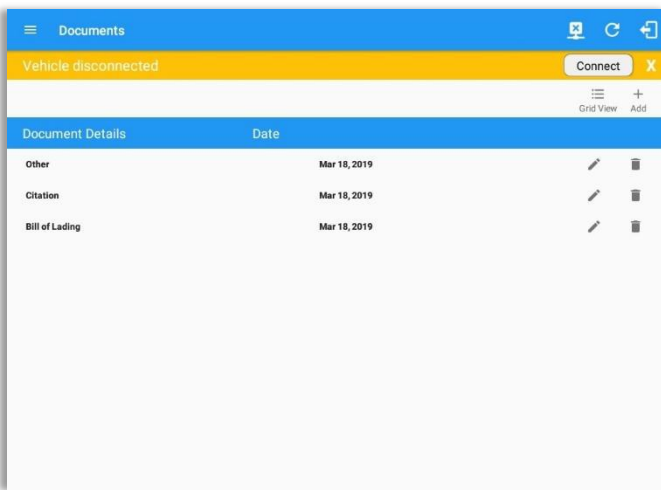 Documents
Vehicle disconnected Connect X
Grid View Add
Document Details Date
Other Mar 18, 2019
Citation Mar 18, 2019
Bill of Lading Mar 18, 2019